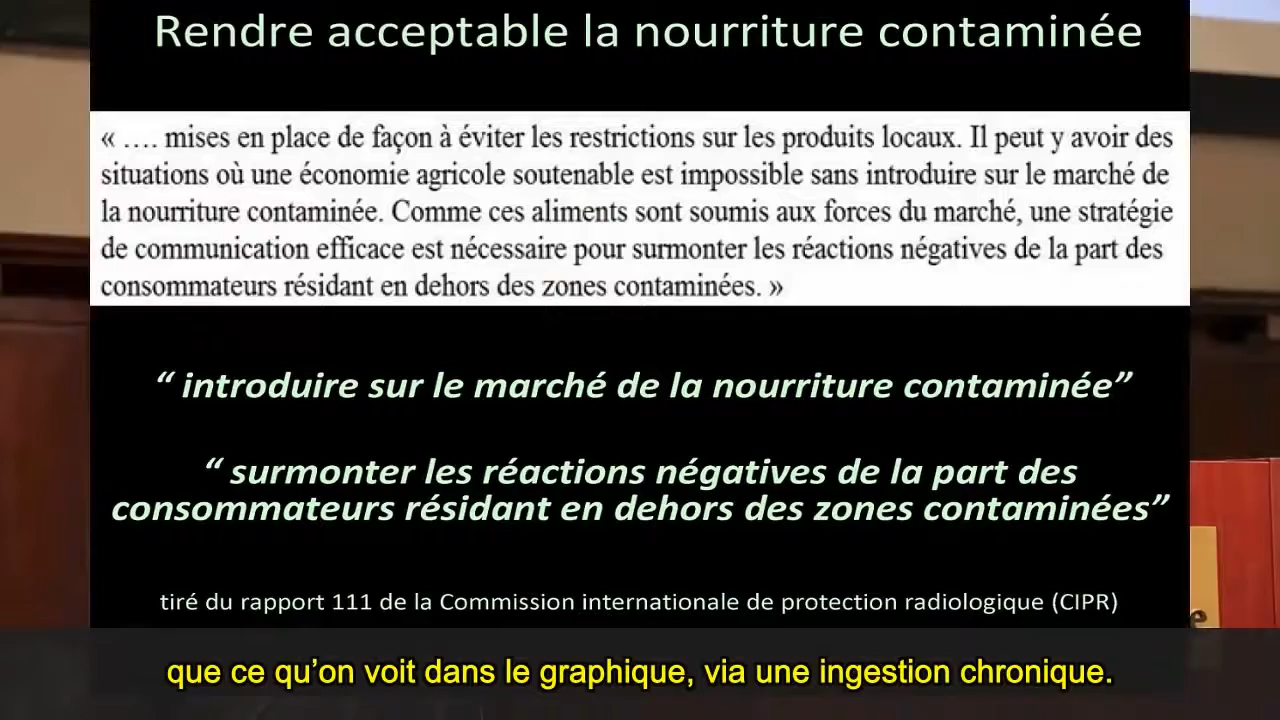 Rendre acceptable la nourriture contaminée
« …. mises en place de façon à éviter les restrictions sur les produits locaux. Il peut y avoir des
situations où une économie agricole soutenable est impossible sans introduire sur le marché de
la nourriture contaminée. Comme ces aliments sont soumis aux forces du marché, une stratégie
de communication efficace est nécessaire pour surmonter les réactions négatives de la part des
consommateurs résidant en dehors des zones contaminées. »
“ introduire sur le marché de la nourriture contaminée”
“ surmonter les réactions négatives de la part des
consommateurs résidant en dehors des zones contaminées”
tiré du rapport 111 de la Commission internationale de protection radiologique (CIPR)
que ce qu’on voit dans le graphique, via une ingestion chronique.